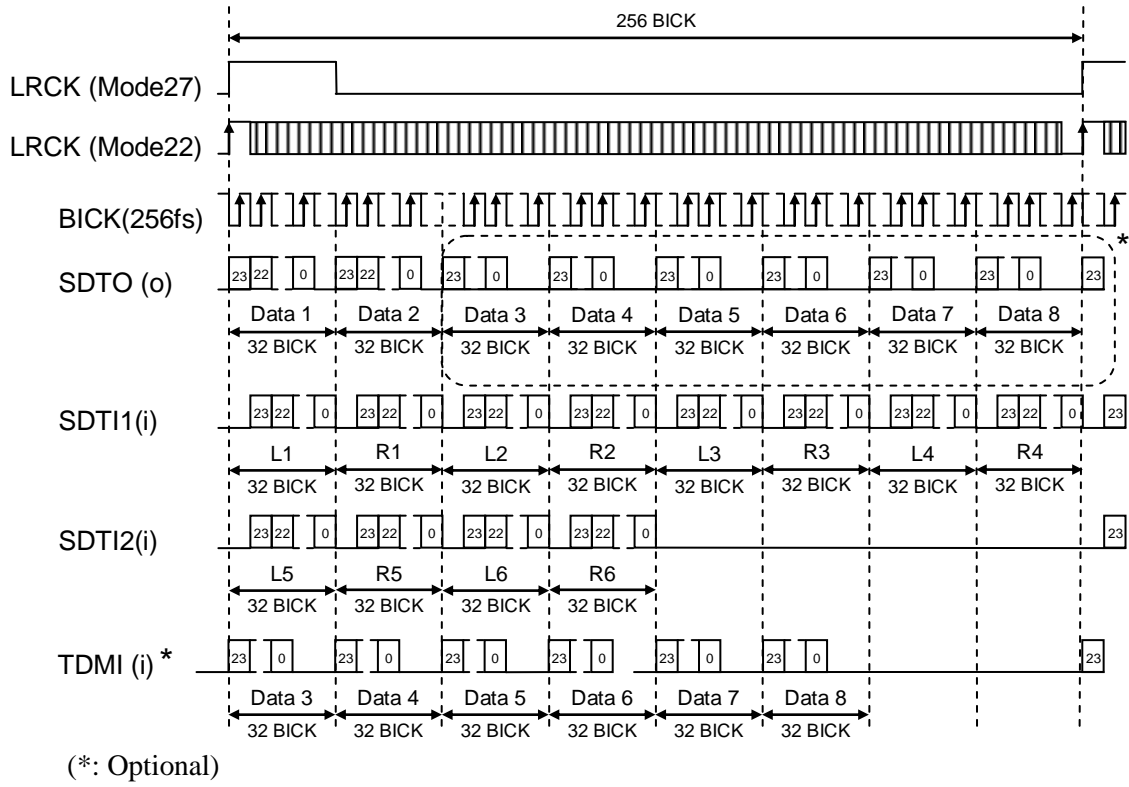 256 BICK
LRCK (Mode27)
LRCK (Mode22)
BICK(256fs)
*
SDTO (o)
23 22 0 23 22 0 23 0 23 0 23 0 23 0 23 0 23 0 23
Data 1 Data 2 Data 3 Data 4 Data 5 Data 6 Data 7 Data 8
32 BICK 32 BICK 32 BICK 32 BICK 32 BICK 32 BICK 32 BICK 32 BICK
SDTI1(i)
23 22 0 23 22 0 23 22 0 23 22 0 23 22 0 23 22 0 23 22 0 23 22 0 23
L1 R1 L2 R2 L3 R3 L4 R4
32 BICK 32 BICK 32 BICK 32 BICK 32 BICK 32 BICK 32 BICK 32 BICK
SDTI2(i)
23 22 0 23 22 0 23 22 0 23 22 0 23
L5 R5 L6 R6
32 BICK 32 BICK 32 BICK 32 BICK
TDMI (i) *
23 0 23 0 23 0 23 0 23 0 23 0 23
Data 3 Data 4 Data 5 Data 6 Data 7 Data 8
32 BICK 32 BICK 32 BICK 32 BICK 32 BICK 32 BICK
(*: Optional)